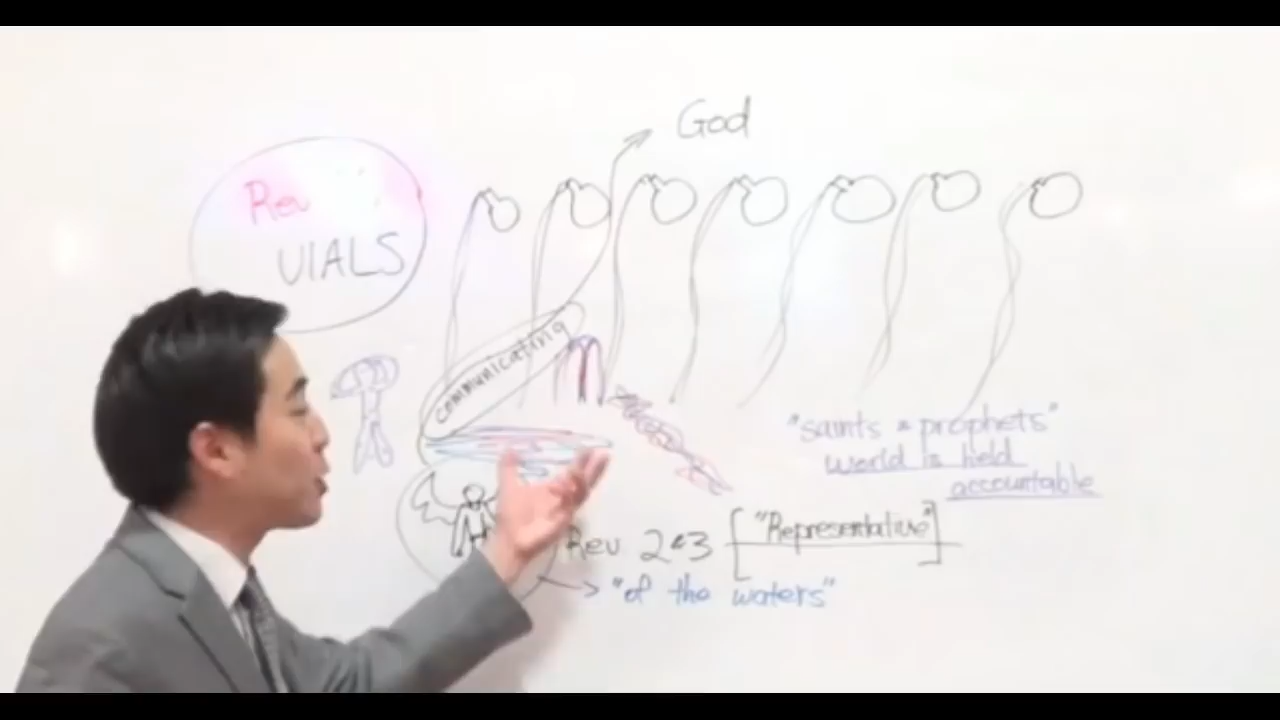 God
Rev
VIALS
communicating
"saints & prophets"
world is held
accountable
Rev 2&3 ["Representative"]
"of the waters"